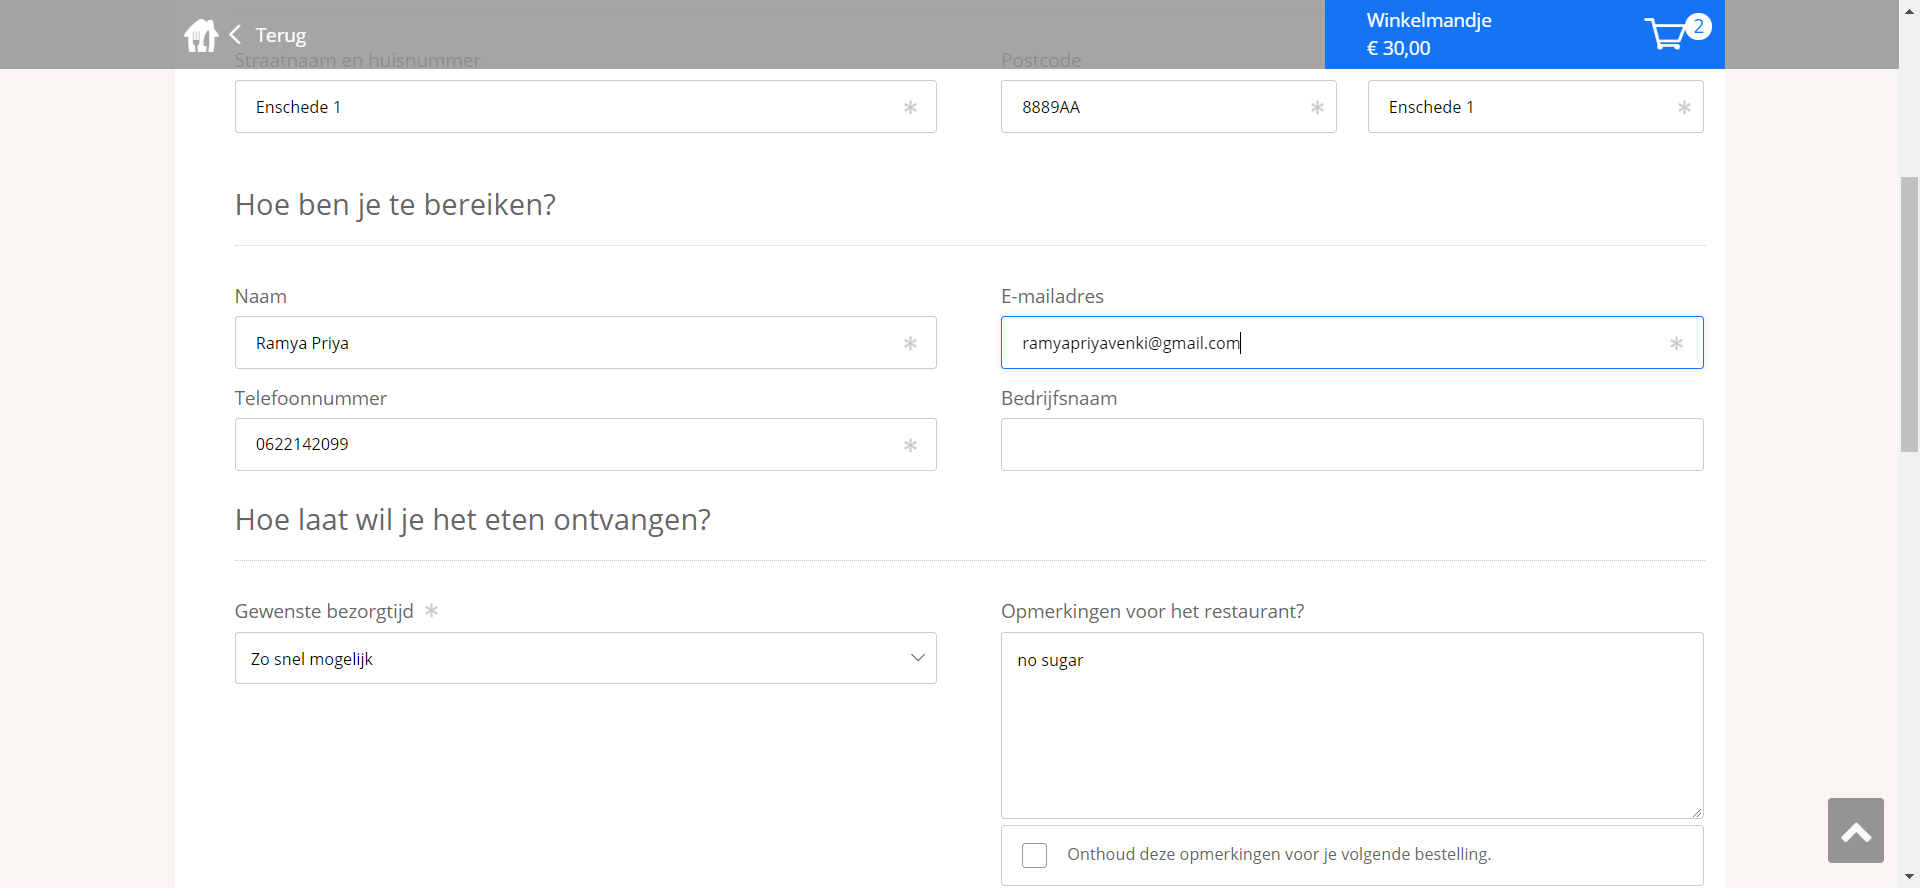 Terug
Winkelmandje
€ 30,00
2
Straatnaam en huisnummer
Postcode
Enschede 1 *
8889AA *
Enschede 1 *
Hoe ben je te bereiken?
Naam
E-mailadres
Ramya Priya *
ramyapriyavenki@gmail.com *
Telefoonnummer
Bedrijfsnaam
0622142099 *
Hoe laat wil je het eten ontvangen?
Gewenste bezorgtijd *
Opmerkingen voor het restaurant?
Zo snel mogelijk
no sugar
Onthoud deze opmerkingen voor je volgende bestelling.